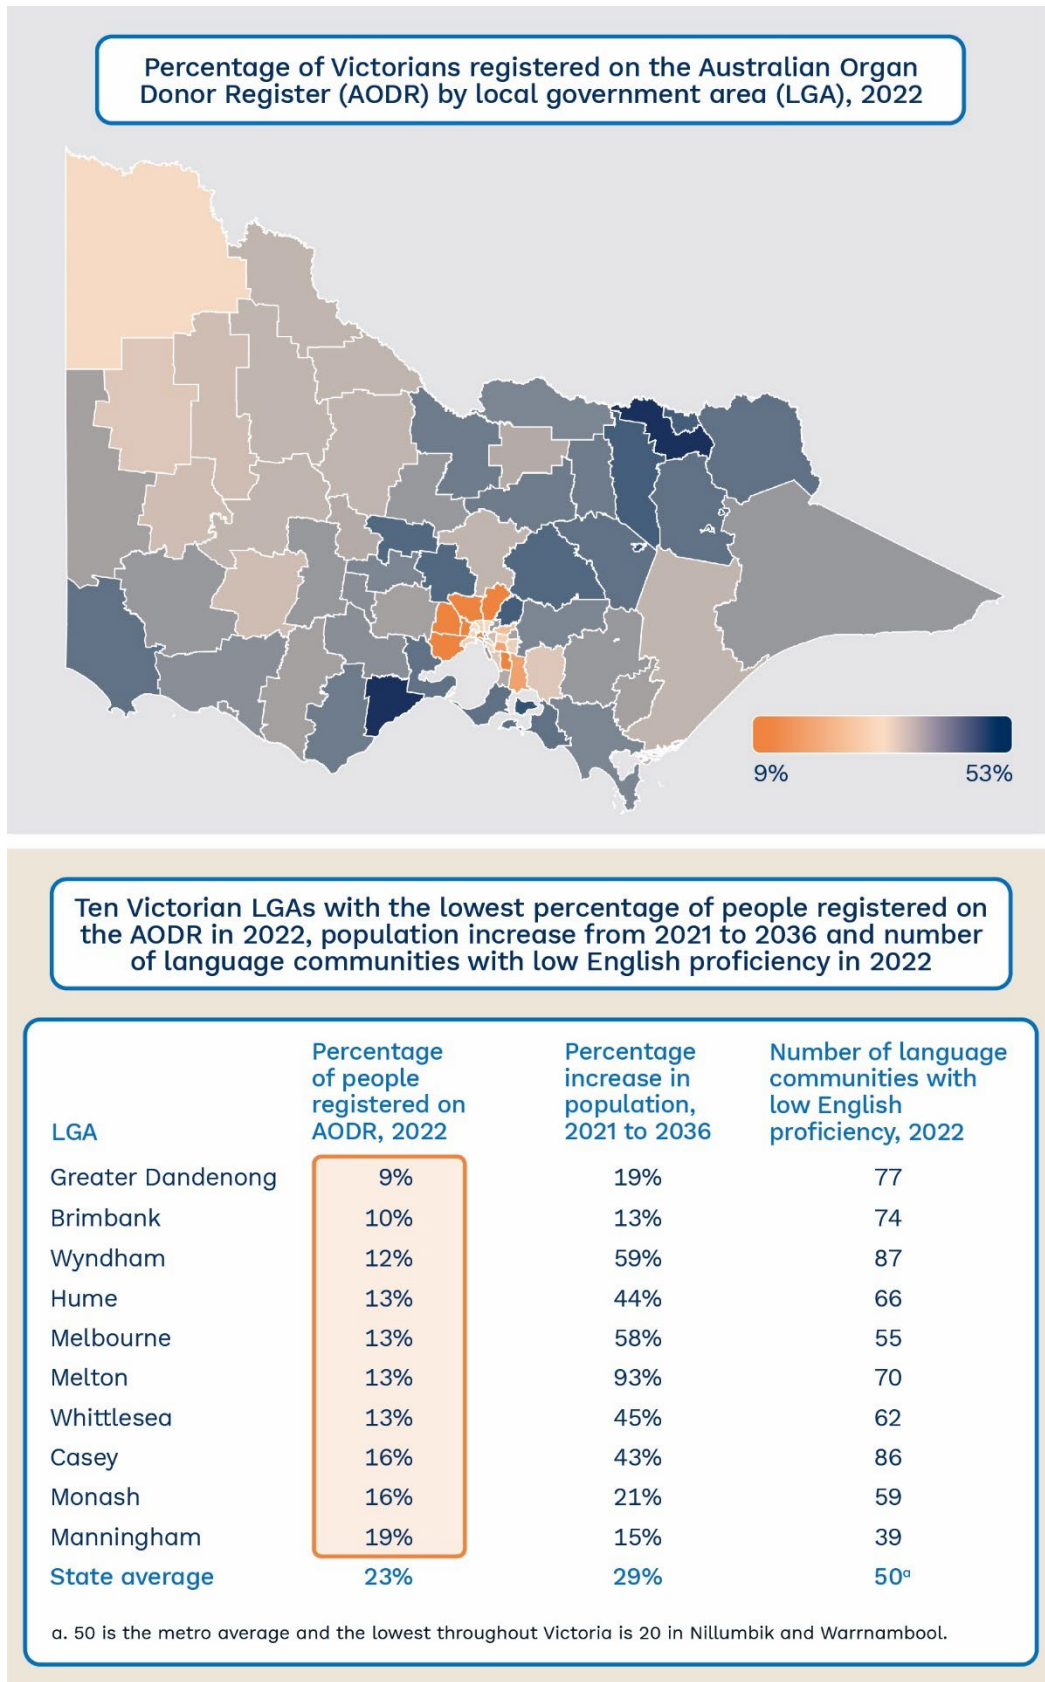 Percentage of Victorians registered on the Australian Organ
Donor Register (AODR) by local government area (LGA), 2022
9%
53%
Ten Victorian LGAs with the lowest percentage of people registered on
the AODR in 2022, population increase from 2021 to 2036 and number
of language communities with low English proficiency in 2022
LGA
Percentage
of people
registered on
AODR, 2022
Percentage
increase in
population,
2021 to 2036
Number of language
communities with
low English
proficiency, 2022
Greater Dandenong 9% 19% 77
Brimbank 10% 13% 74
Wyndham 12% 59% 87
Hume 13% 44% 66
Melbourne 13% 58% 55
Melton 13% 93% 70
Whittlesea 13% 45% 62
Casey 16% 43% 86
Monash 16% 21% 59
Manningham 19% 15% 39
State average 23% 29% 50ᵃ
a. 50 is the metro average and the lowest throughout Victoria is 20 in Nillumbik and Warrnambool.